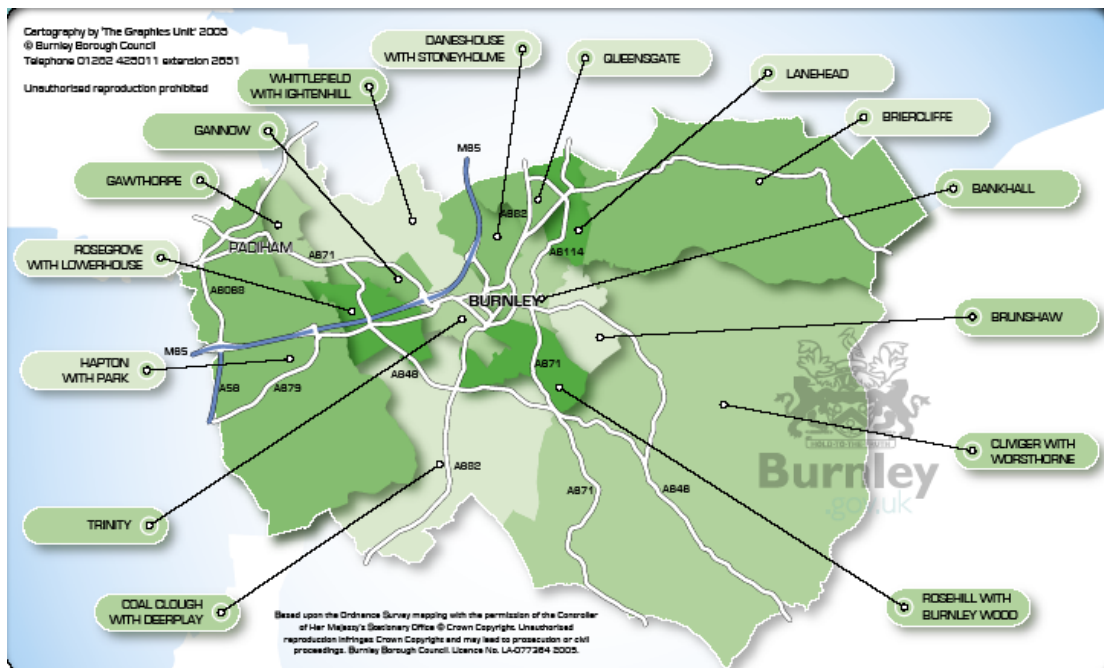 Cartography by 'The Graphics Unit' 2005
© Burnley Borough Council
Telephone 01282 425011 extension 2651
Unauthorised reproduction prohibited
DANESHOUSE
WITH STONEYHOLME
QUEENSGATE
LANEHEAD
WHITTLEFIELD
WITH IGHTENHILL
BRIERCLIFFE
GANNOW
M65
GAWTHORPE
BANKHALL
A682
PADIHAM
A671
A6114
ROSEGROVE
WITH LOWERHOUSE
A6068
BURNLEY
BRUNSHAW
M65
HAPTON
WITH PARK
A56
A679
A646
A671
CLIVIGER WITH
WORSTHORNE
HOLD TO THE TRUTH
Burnley
.gov.uk
A682
A671
A646
TRINITY
COAL CLOUGH
WITH DEERPLAY
ROSEHILL WITH
BURNLEY WOOD
Based upon the Ordnance Survey mapping with the permission of the Controller
of Her Majesty's Stationery Office © Crown Copyright. Unauthorised
reproduction infringes Crown Copyright and may lead to prosecution or civil
proceedings. Burnley Borough Council. Licence No. LA-077364 2005.